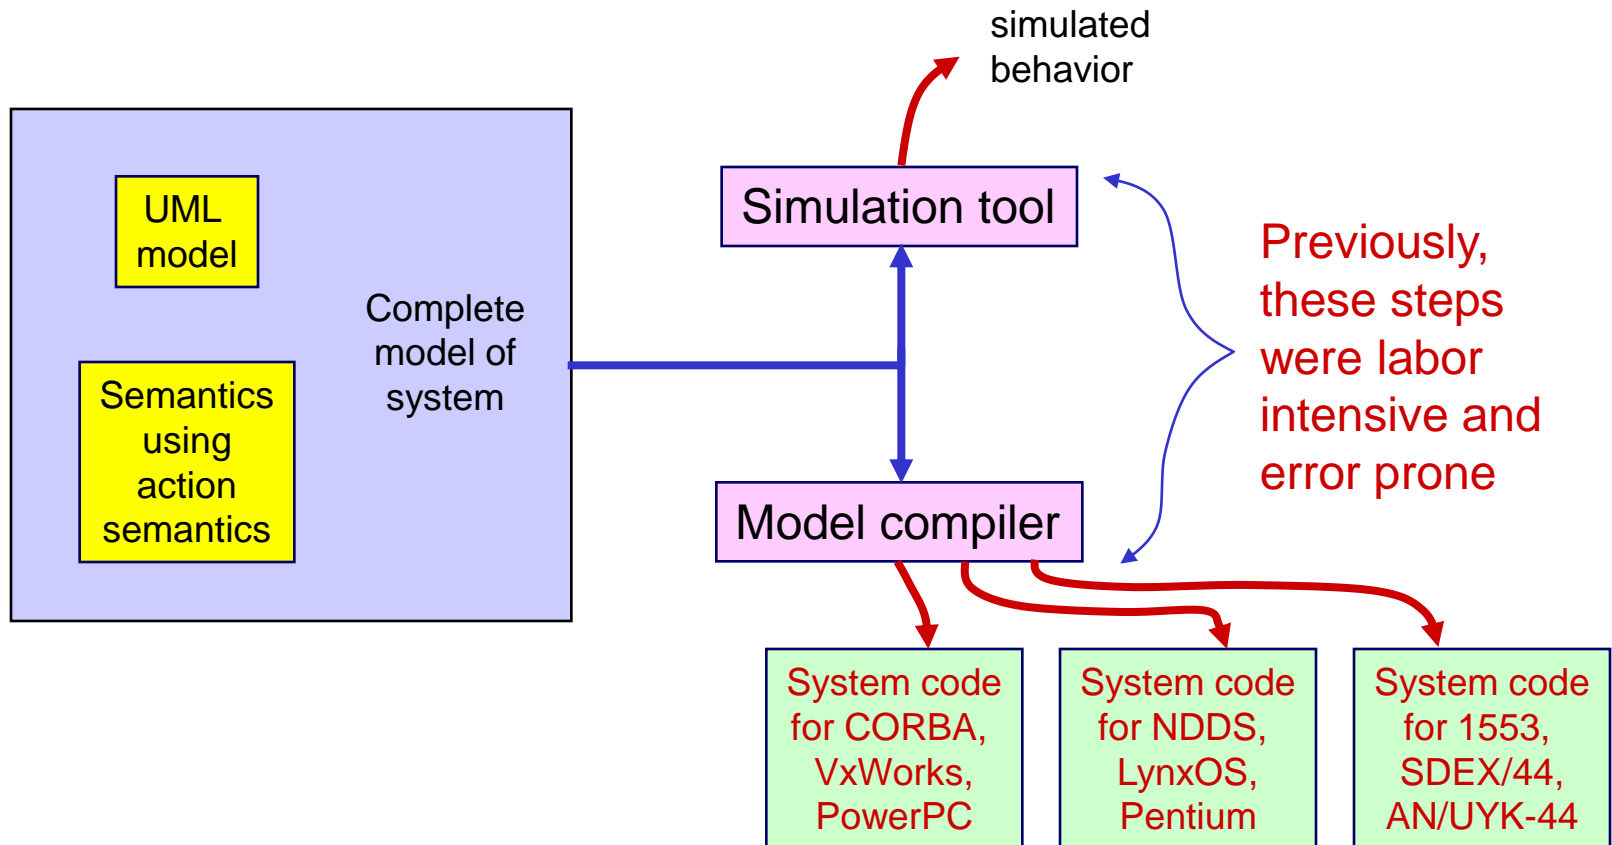 simulated
behavior
UML
model
Complete
model of
system
Semantics
using
action
semantics
Simulation tool
Previously,
these steps
were labor
intensive and
error prone
Model compiler
System code
for CORBA,
VxWorks,
PowerPC
System code
for NDDS,
LynxOS,
Pentium
System code
for 1553,
SDEX/44,
AN/UYK-44